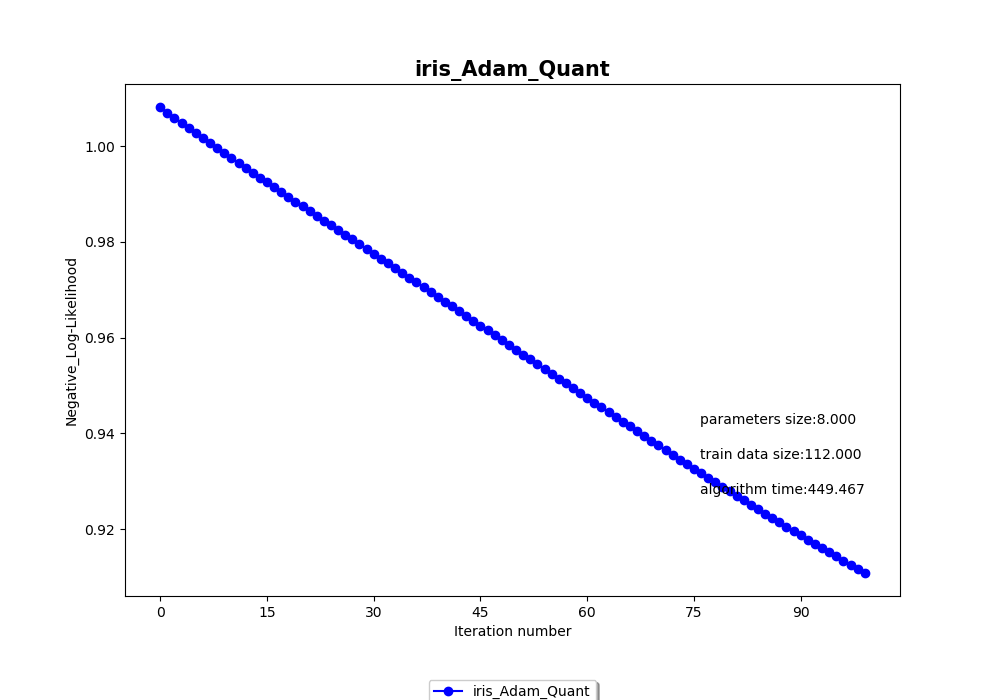 iris_Adam_Quant
1.00
0.98
0.96
0.94
0.92
Negative_Log-Likelihood
parameters size:8.000
train data size:112.000
algorithm time:449.467
0 15 30 45 60 75 90
Iteration number
iris_Adam_Quant